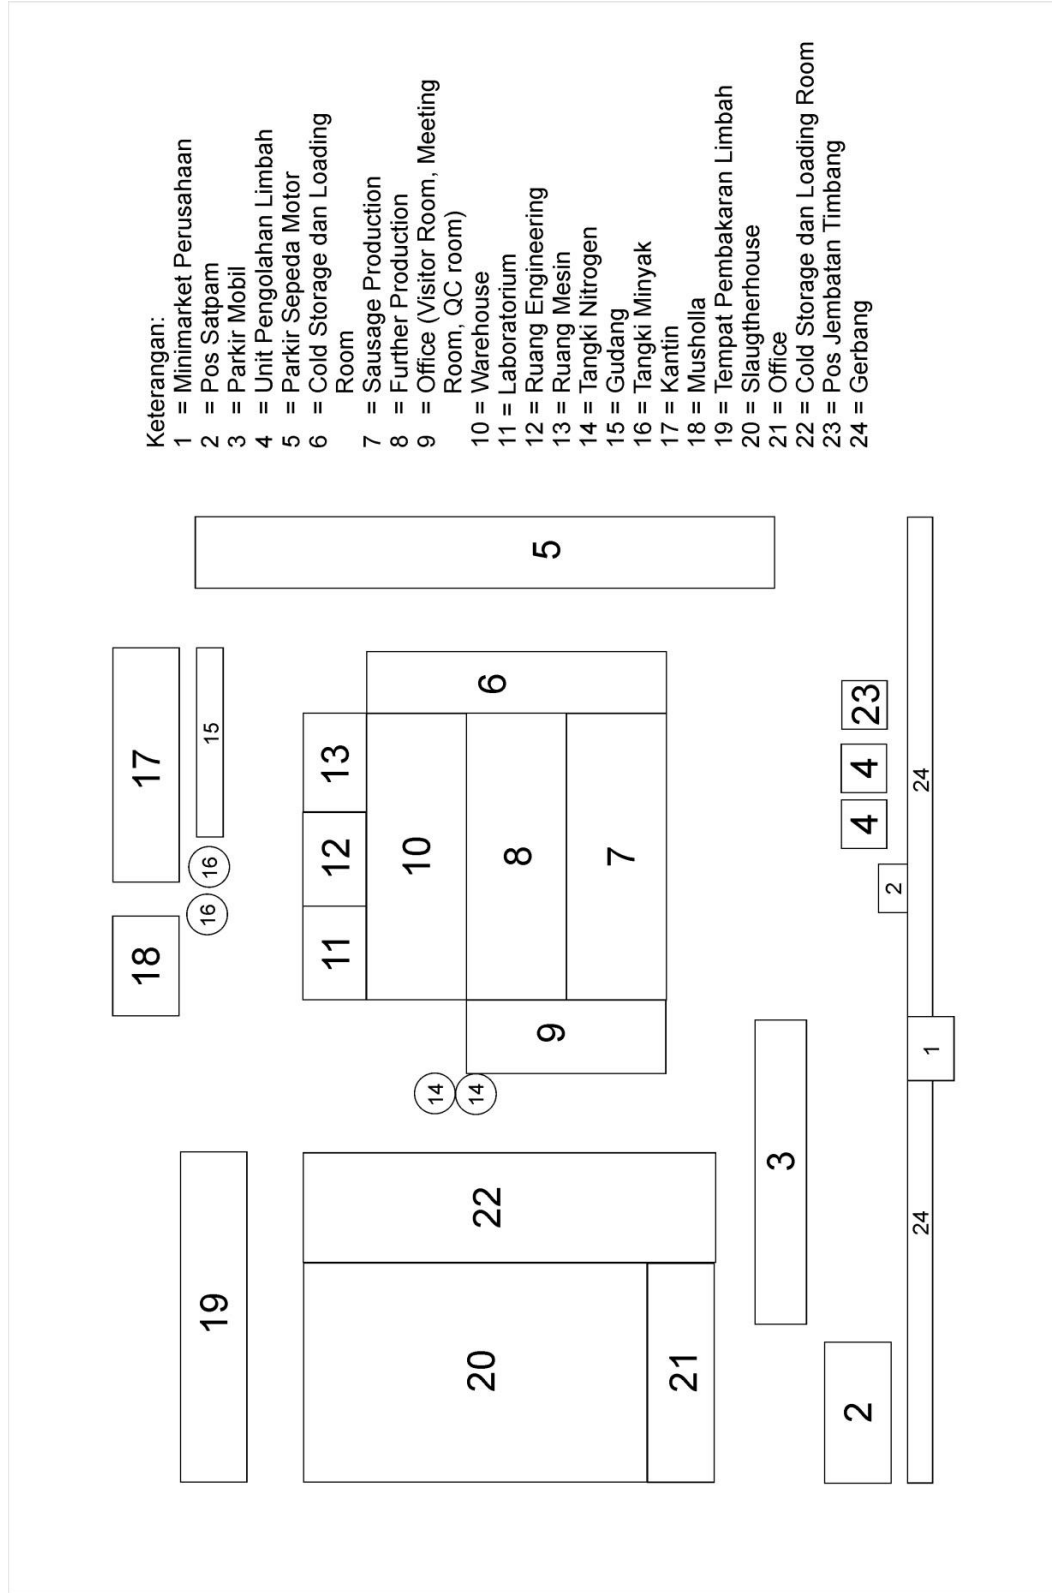 18
17
19
16
16
15
11
12
13
10
14
14
20
22
8
6
9
5
7
21
3
2
4
4
23
2
24
1
24
Keterangan:
1 = Minimarket Perusahaan
2 = Pos Satpam
3 = Parkir Mobil
4 = Unit Pengolahan Limbah
5 = Parkir Sepeda Motor
6 = Cold Storage dan Loading
Room
7 = Sausage Production
8 = Further Production
9 = Office (Visitor Room, Meeting
Room, QC room)
10 = Warehouse
11 = Laboratorium
12 = Ruang Engineering
13 = Ruang Mesin
14 = Tangki Nitrogen
15 = Gudang
16 = Tangki Minyak
17 = Kantin
18 = Musholla
19 = Tempat Pembakaran Limbah
20 = Slaugtherhouse
21 = Office
22 = Cold Storage dan Loading Room
23 = Pos Jembatan Timbang
24 = Gerbang